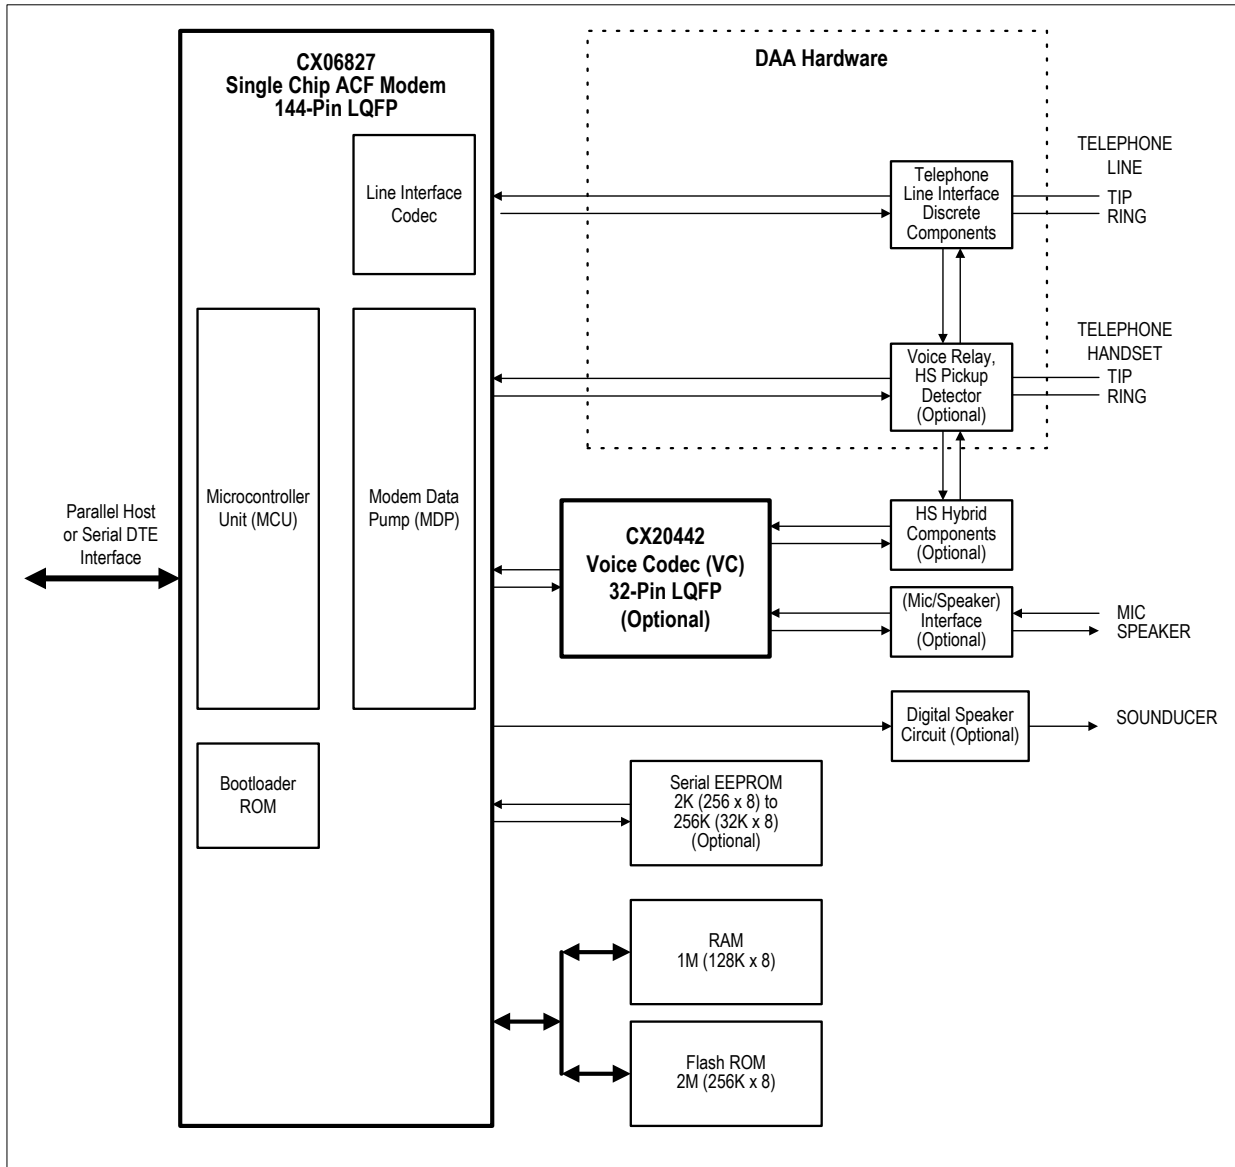 CX06827
Single Chip ACF Modem
144-Pin LQFP
DAA Hardware
Line Interface
Codec
Telephone
Line Interface
Discrete
Components
TELEPHONE
LINE
TIP
RING
Voice Relay,
HS Pickup
Detector
(Optional)
TELEPHONE
HANDSET
TIP
RING
Parallel Host
or Serial DTE
Interface
Microcontroller
Unit (MCU)
Modem Data
Pump (MDP)
CX20442
Voice Codec (VC)
32-Pin LQFP
(Optional)
HS Hybrid
Components
(Optional)
(Mic/Speaker)
Interface
(Optional)
MIC
SPEAKER
Digital Speaker
Circuit (Optional)
SOUNDUCER
Bootloader
ROM
Serial EEPROM
2K (256 x 8) to
256K (32K x 8)
(Optional)
RAM
1M (128K x 8)
Flash ROM
2M (256K x 8)